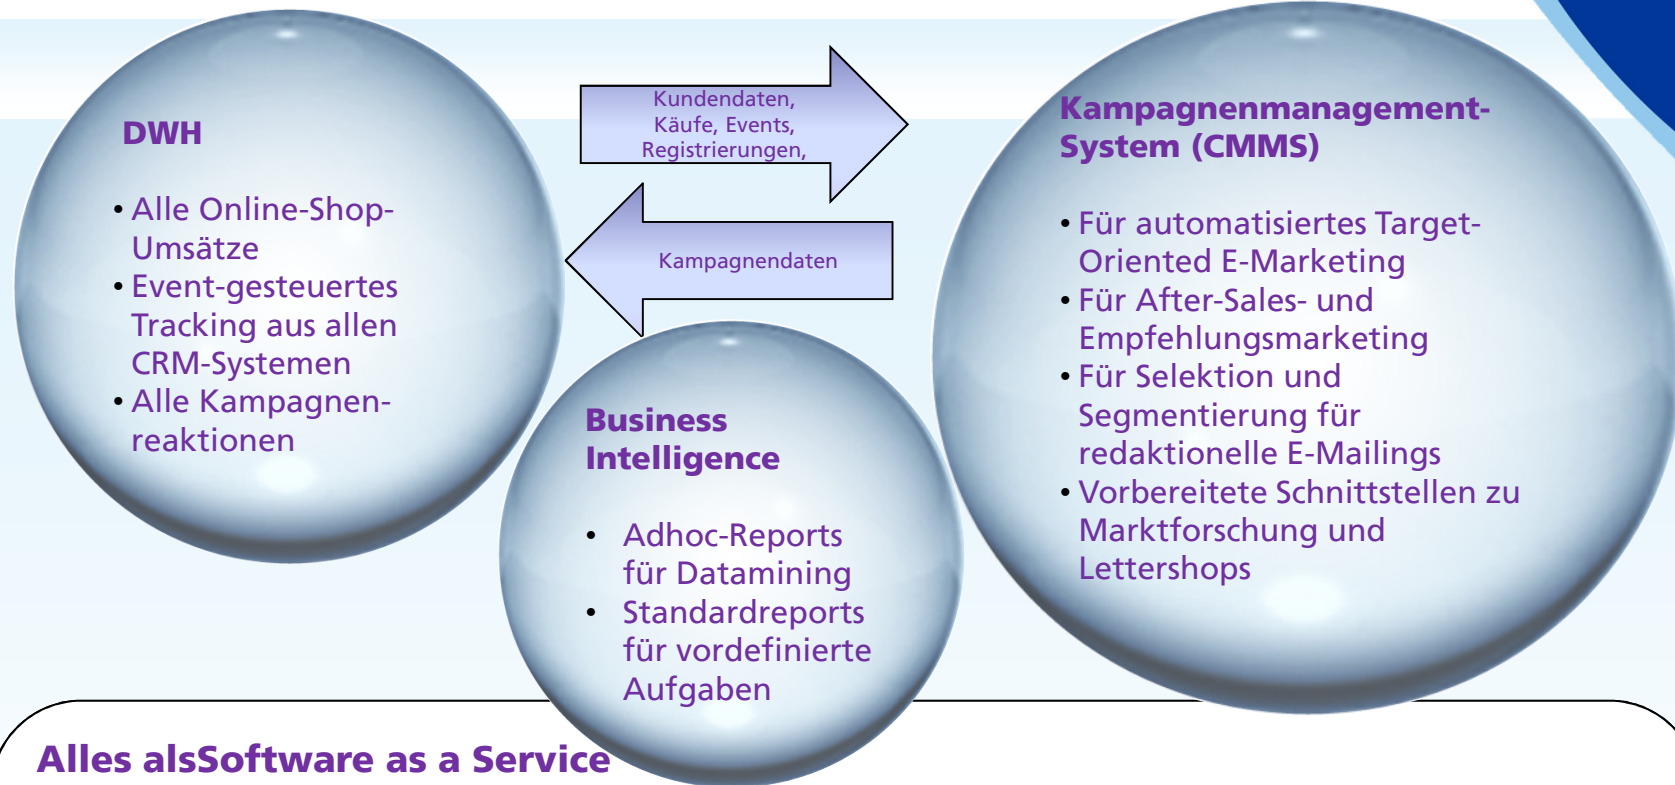 DWH
• Alle Online-Shop-
Umsätze
• Event-gesteuertes
Tracking aus allen
CRM-Systemen
• Alle Kampagnen-
reaktionen
Kundendaten,
Käufe, Events,
Registrierungen,
Kampagnendaten
Business
Intelligence
• Adhoc-Reports
für Datamining
• Standardreports
für vordefinierte
Aufgaben
Kampagnenmanagement-
System (CMMS)
• Für automatisiertes Target-
Oriented E-Marketing
• Für After-Sales- und
Empfehlungsmarketing
• Für Selektion und
Segmentierung für
redaktionelle E-Mailings
• Vorbereitete Schnittstellen zu
Marktforschung und
Lettershops
Alles alsSoftware as a Service